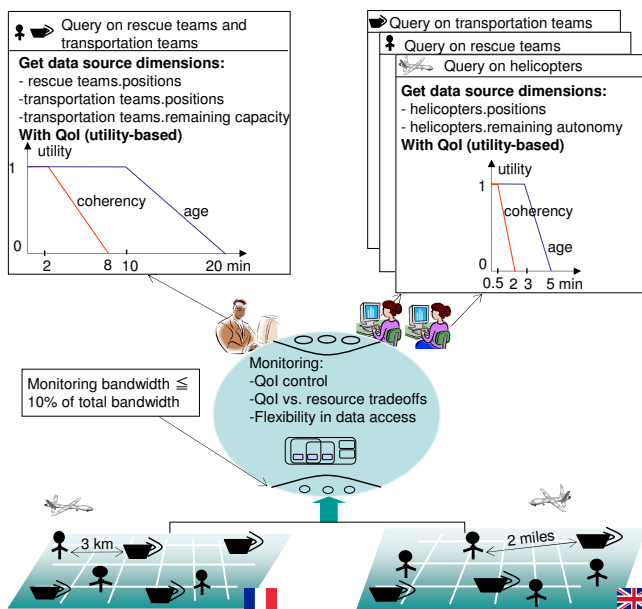 Query on rescue teams and
transportation teams
Get data source dimensions:
- rescue teams.positions
-transportation teams.positions
-transportation teams.remaining capacity
With QoI (utility-based)
utility
1
coherency
age
0
2
8
10
20 min
Query on transportation teams
Query on rescue teams
Query on helicopters
Get data source dimensions:
- helicopters.positions
- helicopters.remaining autonomy
With QoI (utility-based)
utility
1
coherency
age
0
0.5
2
3
5 min
Monitoring bandwidth ≦
10% of total bandwidth
Monitoring:
-QoI control
-QoI vs. resource tradeoffs
-Flexibility in data access
3 km
2 miles